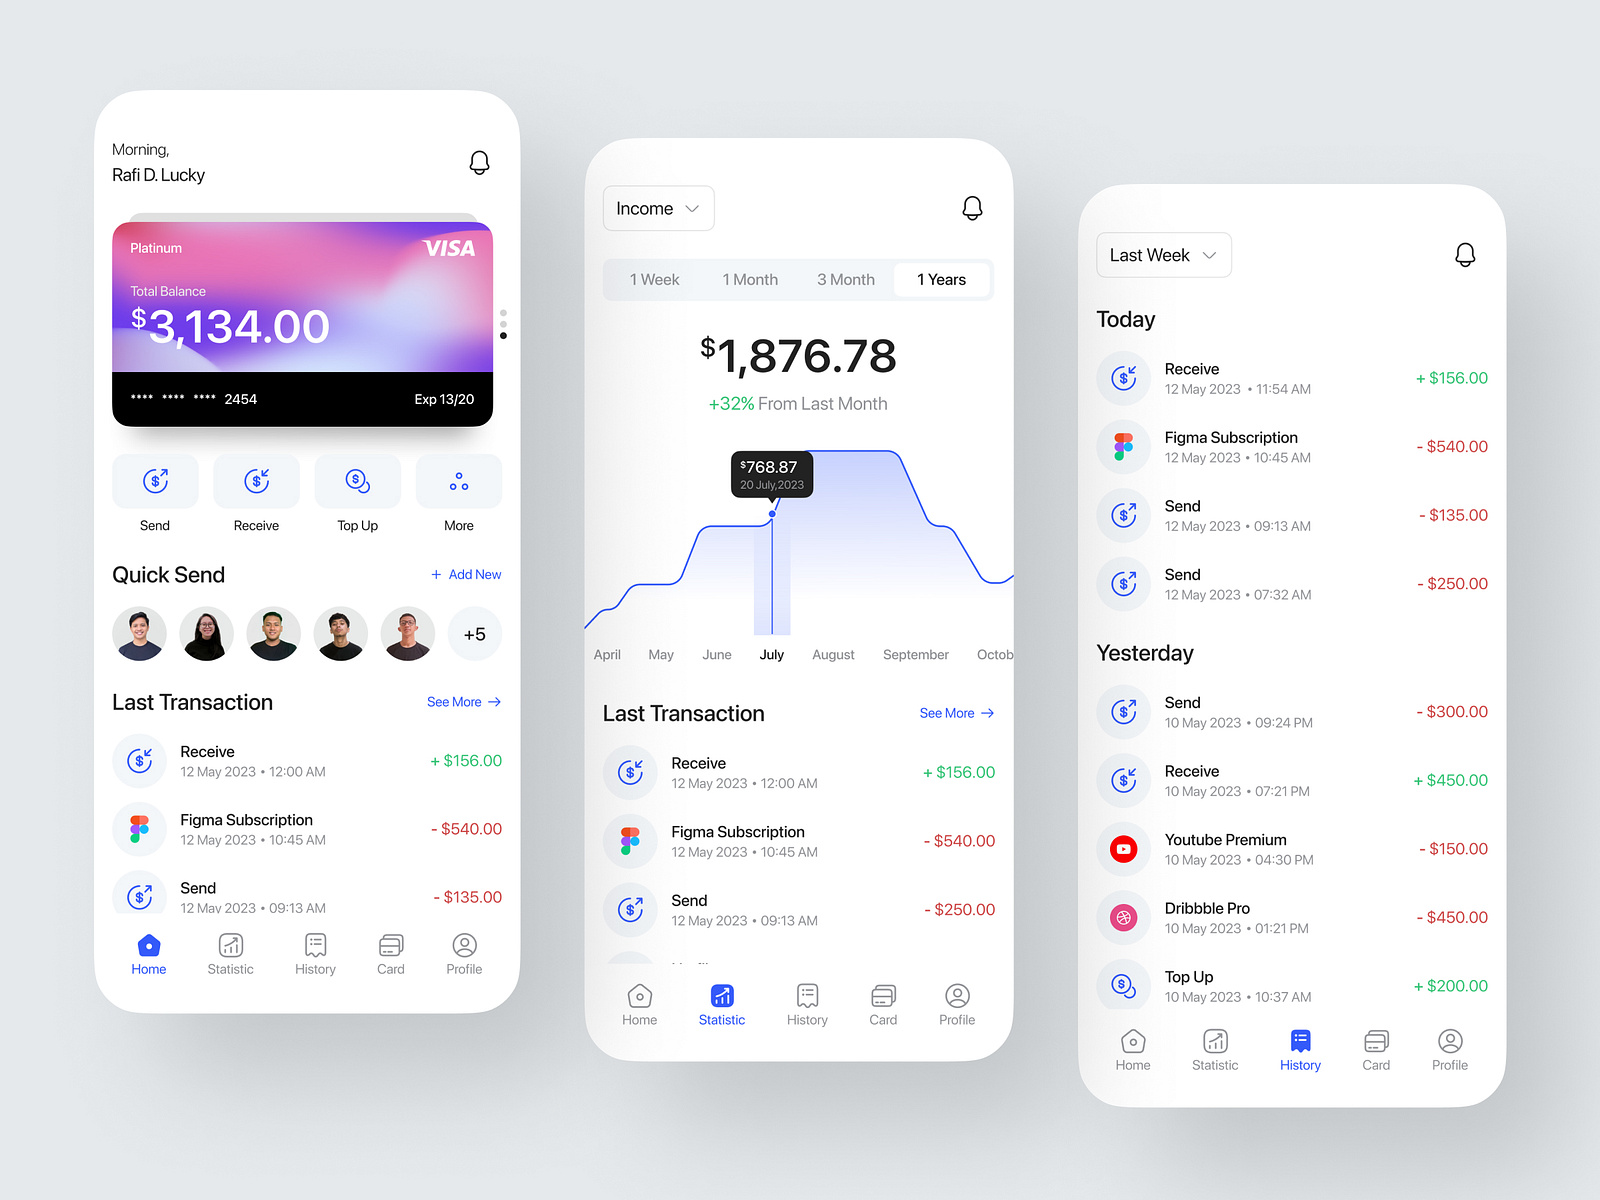 Morning,
Rafi D. Lucky
Platinum
VISA
Total Balance
$3,134.00
**** **** **** 2454
Exp 13/20
Send
Receive
Top Up
More
Quick Send
+ Add New
+5
Last Transaction
See More →
Receive
12 May 2023 • 12:00 AM
+ $156.00
Figma Subscription
12 May 2023 • 10:45 AM
- $540.00
Send
12 May 2023 • 09:13 AM
- $135.00
Home
Statistic
History
Card
Profile
Income
1 Week
1 Month
3 Month
1 Years
$1,876.78
+32% From Last Month
$768.87
20 July,2023
April
May
June
July
August
September
Octob
Last Transaction
See More →
Receive
12 May 2023 • 12:00 AM
+ $156.00
Figma Subscription
12 May 2023 • 10:45 AM
- $540.00
Send
12 May 2023 • 09:13 AM
- $250.00
Home
Statistic
History
Card
Profile
Last Week
Today
Receive
12 May 2023 • 11:54 AM
+ $156.00
Figma Subscription
12 May 2023 • 10:45 AM
- $540.00
Send
12 May 2023 • 09:13 AM
- $135.00
Send
12 May 2023 • 07:32 AM
- $250.00
Yesterday
Send
10 May 2023 • 09:24 PM
- $300.00
Receive
10 May 2023 • 07:21 PM
+ $450.00
Youtube Premium
10 May 2023 • 04:30 PM
- $150.00
Dribbble Pro
10 May 2023 • 01:21 PM
- $450.00
Top Up
10 May 2023 • 10:37 AM
+ $200.00
Home
Statistic
History
Card
Profile